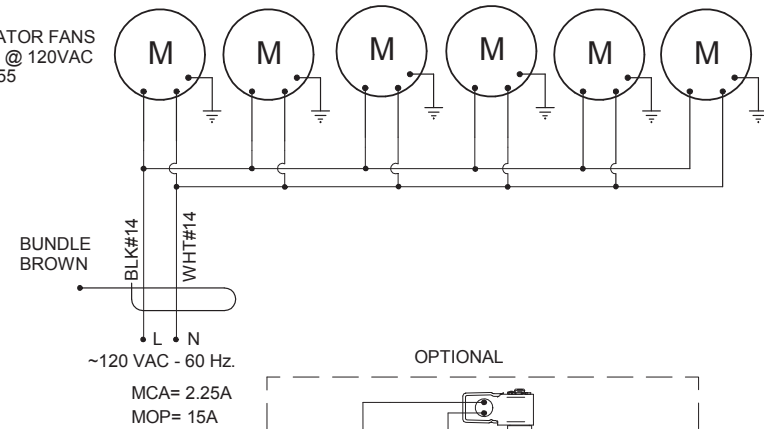 ATOR FANS
@ 120VAC
55
M M M M M M
BUNDLE
BROWN
BLK#14
WHT#14
L N
~120 VAC - 60 Hz.
MCA= 2.25A
MOP= 15A
OPTIONAL